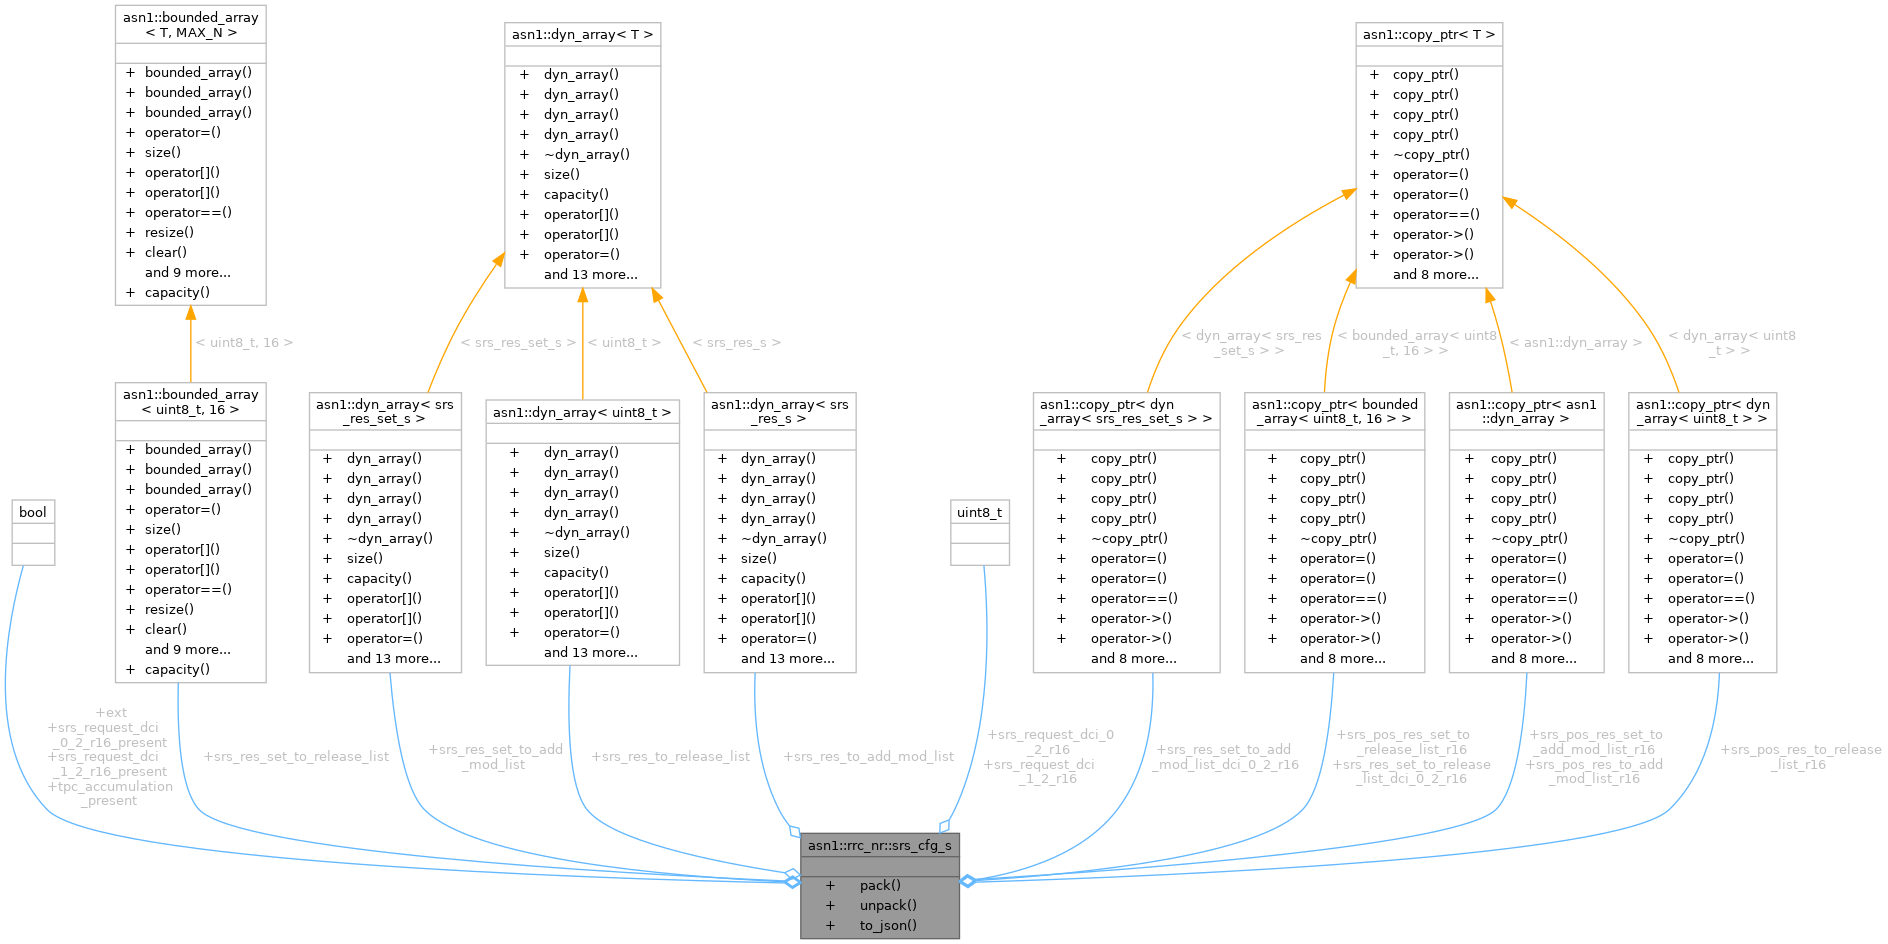 asn1::bounded_array
< T, MAX_N >
+ bounded_array()
+ bounded_array()
+ bounded_array()
+ operator=()
+ size()
+ operator[]()
+ operator[]()
+ operator==()
+ resize()
+ clear()
and 9 more...
+ capacity()
asn1::dyn_array< T >
+ dyn_array()
+ dyn_array()
+ dyn_array()
+ dyn_array()
+ ~dyn_array()
+ size()
+ capacity()
+ operator[]()
+ operator[]()
+ operator=()
and 13 more...
asn1::copy_ptr< T >
+ copy_ptr()
+ copy_ptr()
+ copy_ptr()
+ copy_ptr()
+ ~copy_ptr()
+ operator=()
+ operator=()
+ operator==()
+ operator->()
+ operator->()
and 8 more...
< uint8_t, 16 >
< srs_res_set_s >
< uint8_t >
< srs_res_s >
< dyn_array< srs_res
_set_s > >
< bounded_array< uint8
_t, 16 > >
< asn1::dyn_array >
< dyn_array< uint8
_t > >
bool
asn1::bounded_array
< uint8_t, 16 >
+ bounded_array()
+ bounded_array()
+ bounded_array()
+ operator=()
+ size()
+ operator[]()
+ operator[]()
+ operator==()
+ resize()
+ clear()
and 9 more...
+ capacity()
asn1::dyn_array< srs
_res_set_s >
+ dyn_array()
+ dyn_array()
+ dyn_array()
+ dyn_array()
+ ~dyn_array()
+ size()
+ capacity()
+ operator[]()
+ operator[]()
+ operator=()
and 13 more...
asn1::dyn_array< uint8_t >
+ dyn_array()
+ dyn_array()
+ dyn_array()
+ dyn_array()
+ ~dyn_array()
+ size()
+ capacity()
+ operator[]()
+ operator[]()
+ operator=()
and 13 more...
asn1::dyn_array< srs
_res_s >
+ dyn_array()
+ dyn_array()
+ dyn_array()
+ dyn_array()
+ ~dyn_array()
+ size()
+ capacity()
+ operator[]()
+ operator[]()
+ operator=()
and 13 more...
uint8_t
asn1::copy_ptr< dyn
_array< srs_res_set_s > >
+ copy_ptr()
+ copy_ptr()
+ copy_ptr()
+ copy_ptr()
+ ~copy_ptr()
+ operator=()
+ operator=()
+ operator==()
+ operator->()
+ operator->()
and 8 more...
asn1::copy_ptr< bounded
_array< uint8_t, 16 > >
+ copy_ptr()
+ copy_ptr()
+ copy_ptr()
+ copy_ptr()
+ ~copy_ptr()
+ operator=()
+ operator=()
+ operator==()
+ operator->()
+ operator->()
and 8 more...
asn1::copy_ptr< asn1
::dyn_array >
+ copy_ptr()
+ copy_ptr()
+ copy_ptr()
+ copy_ptr()
+ ~copy_ptr()
+ operator=()
+ operator=()
+ operator==()
+ operator->()
+ operator->()
and 8 more...
asn1::copy_ptr< dyn
_array< uint8_t > >
+ copy_ptr()
+ copy_ptr()
+ copy_ptr()
+ copy_ptr()
+ ~copy_ptr()
+ operator=()
+ operator=()
+ operator==()
+ operator->()
+ operator->()
and 8 more...
+ext
+srs_request_dci
_0_2_r16_present
+srs_request_dci
_1_2_r16_present
+tpc_accumulation
_present
+srs_res_set_to_release_list
+srs_res_set_to_add
_mod_list
+srs_res_to_release_list
+srs_res_to_add_mod_list
+srs_request_dci_0
_2_r16
+srs_request_dci
_1_2_r16
+srs_res_set_to_add
_mod_list_dci_0_2_r16
+srs_pos_res_set_to
_release_list_r16
+srs_res_set_to_release
_list_dci_0_2_r16
+srs_pos_res_set_to
_add_mod_list_r16
+srs_pos_res_to_add
_mod_list_r16
+srs_pos_res_to_release
_list_r16
asn1::rrc_nr::srs_cfg_s
+ pack()
+ unpack()
+ to_json()